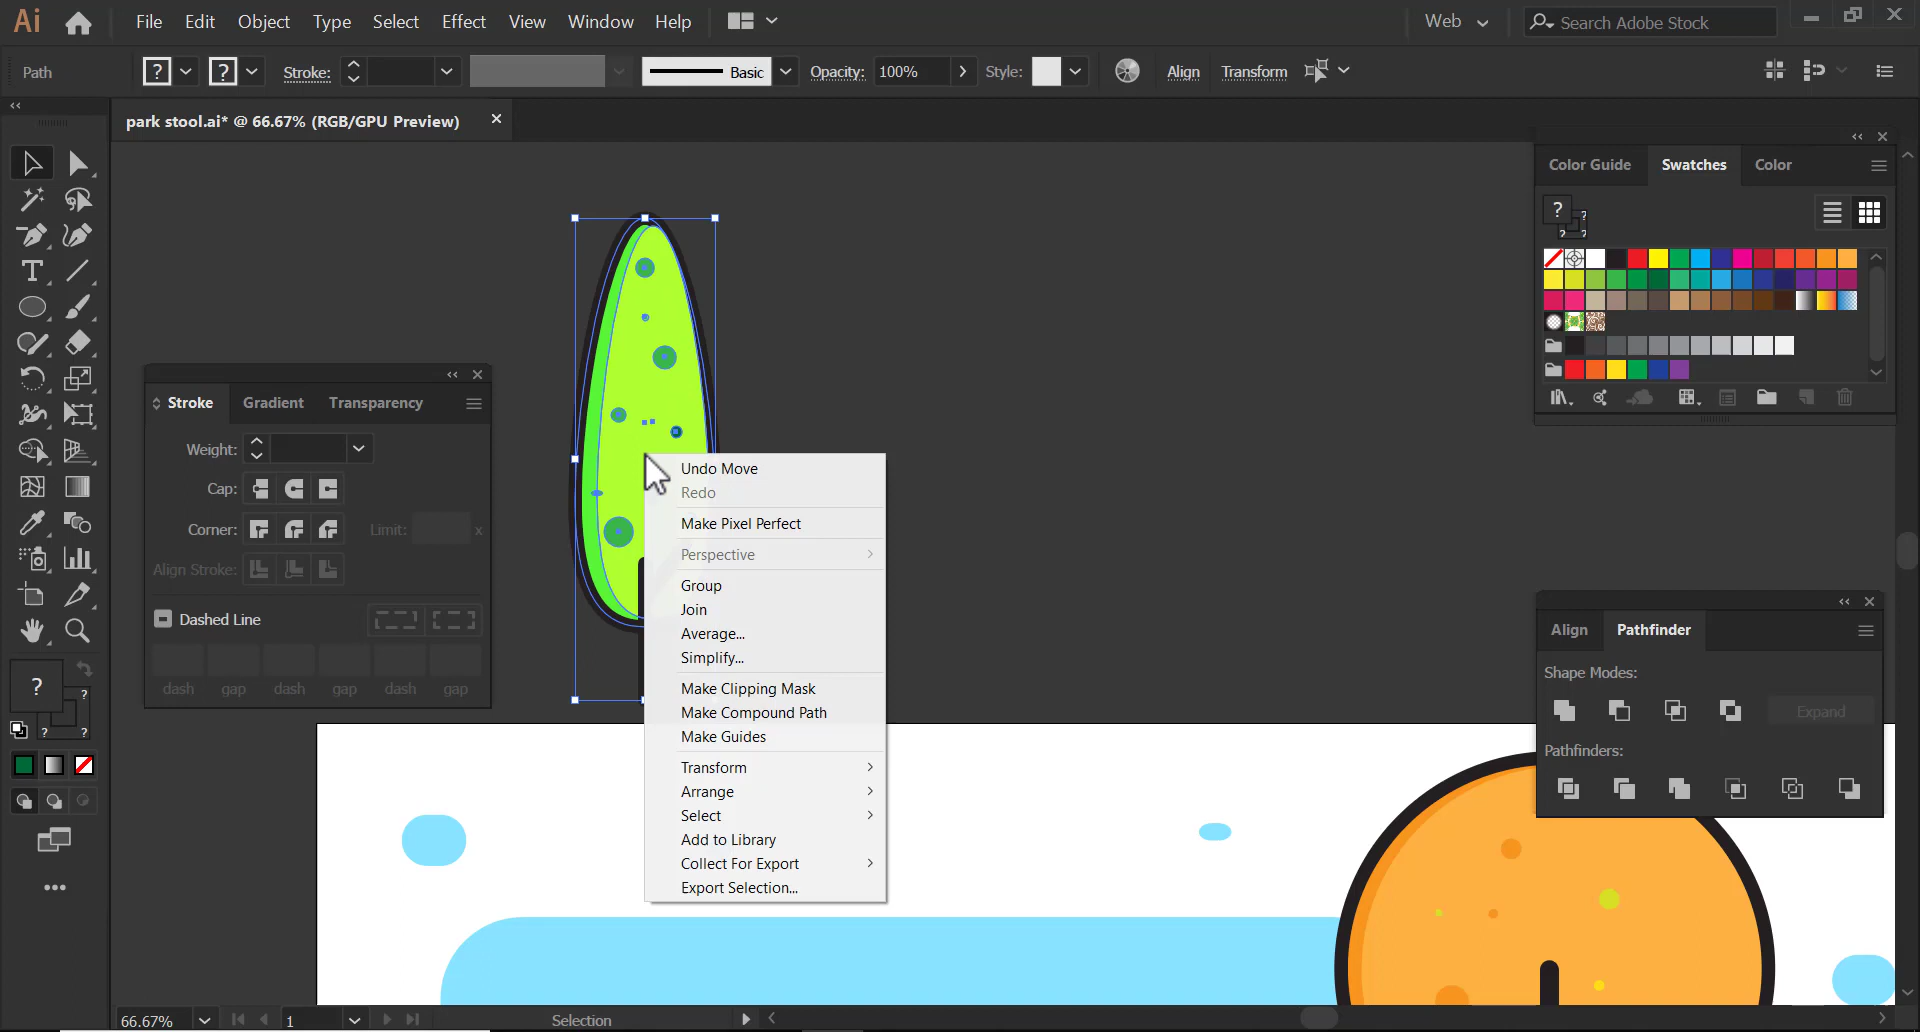 Ai
File Edit Object Type Select Effect View Window Help
Web
Search Adobe Stock
Path
?
?
Stroke:
Basic
Opacity: 100%
Style:
Align
Transform
park stool.ai* @ 66.67% (RGB/GPU Preview)
Color Guide Swatches Color
?
?
? ?
Stroke Gradient Transparency
Weight:
Cap:
Corner:
Limit:
x
Align Stroke:
Dashed Line
dash gap dash gap dash gap
Undo Move
Redo
Make Pixel Perfect
Perspective
Group
Join
Average...
Simplify...
Make Clipping Mask
Make Compound Path
Make Guides
Transform
Arrange
Select
Add to Library
Collect For Export
Export Selection...
Align Pathfinder
Shape Modes:
Expand
Pathfinders:
?
?
? ?
66.67%
1
Selection